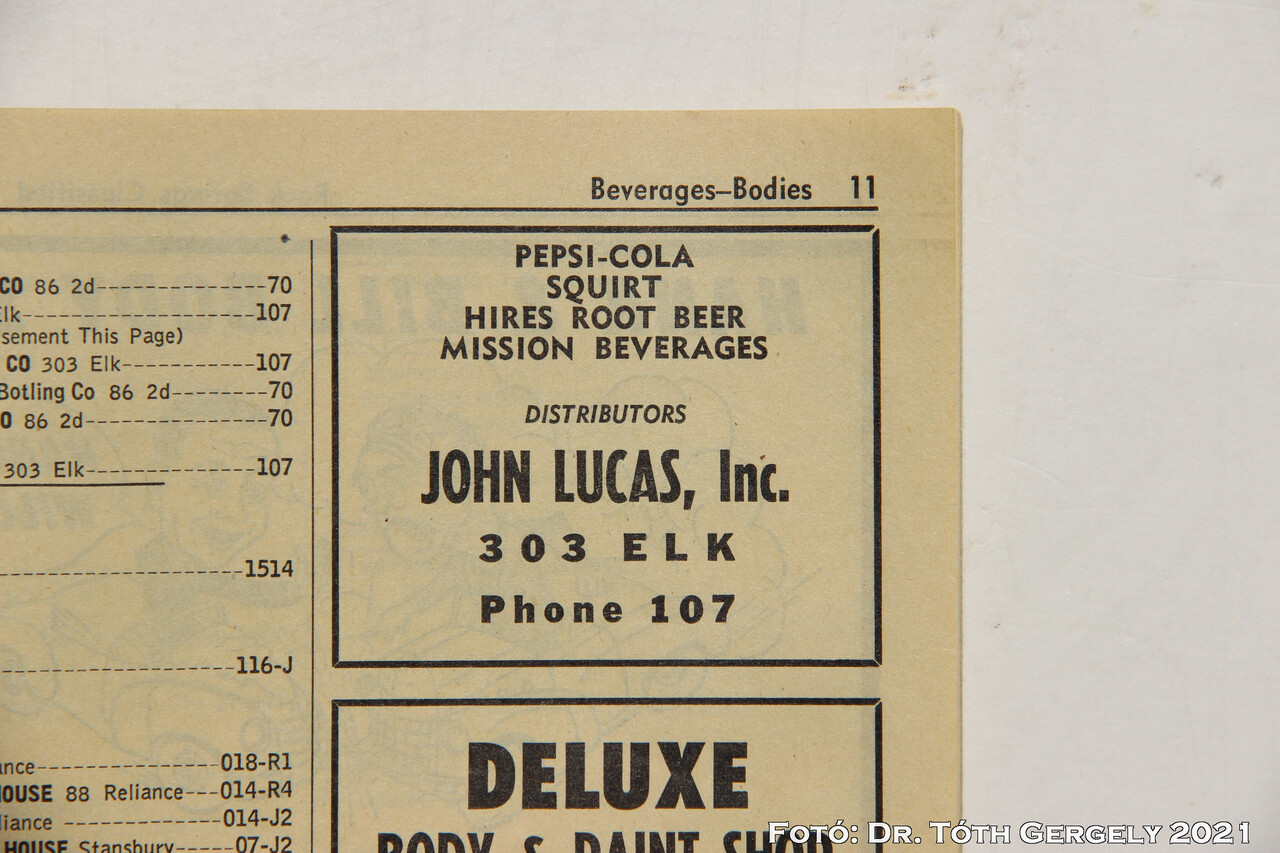 Beverages–Bodies 11
CO 86 2d--------------70
Elk-------------------107
sement This Page)
CO 303 Elk-----------107
Botling Co 86 2d--------70
O 86 2d---------------70
303 Elk--------------107
1514
116-J
ance----------------018-R1
HOUSE 88 Reliance---014-R4
liance -------------014-J2
HOUSE Stansbury-----07-J2
PEPSI-COLA
SQUIRT
HIRES ROOT BEER
MISSION BEVERAGES
DISTRIBUTORS
JOHN LUCAS, Inc.
303 ELK
Phone 107
DELUXE
BODY & PAINT SHOP
Fotó: Dr. Tóth Gergely 2021